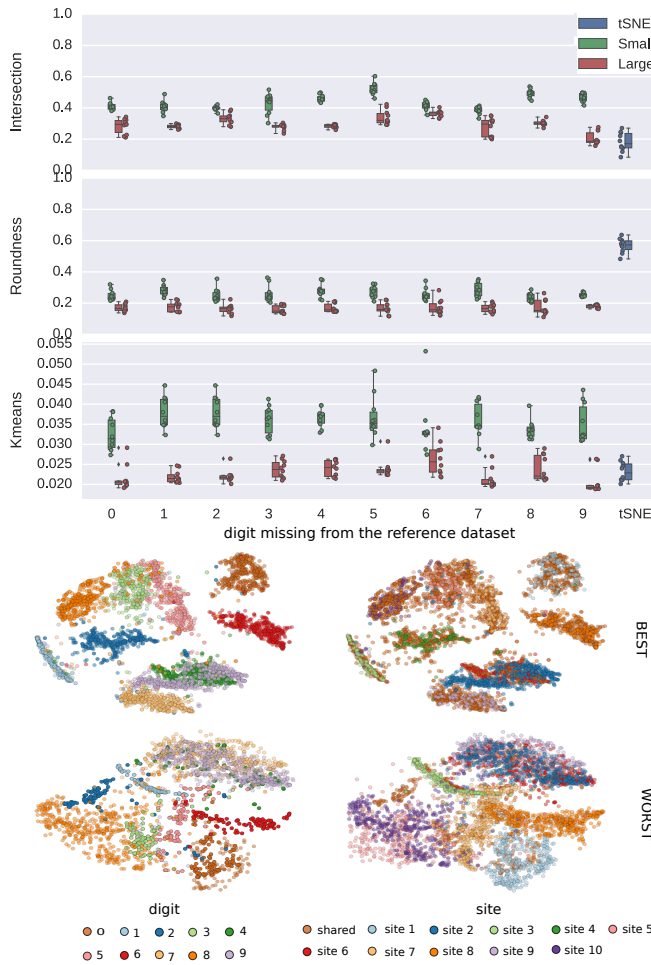 1.0
0.8
0.6
0.4
0.2
0.0
Intersection
tSNE
Small
Large
1.0
0.8
0.6
0.4
0.2
0.0
Roundness
0.055
0.050
0.045
0.040
0.035
0.030
0.025
0.020
Kmeans
0 1 2 3 4 5 6 7 8 9 tSNE
digit missing from the reference dataset
BEST
WORST
digit
0 1 2 3 4
5 6 7 8 9
site
shared site 1 site 2 site 3 site 4 site 5
site 6 site 7 site 8 site 9 site 10